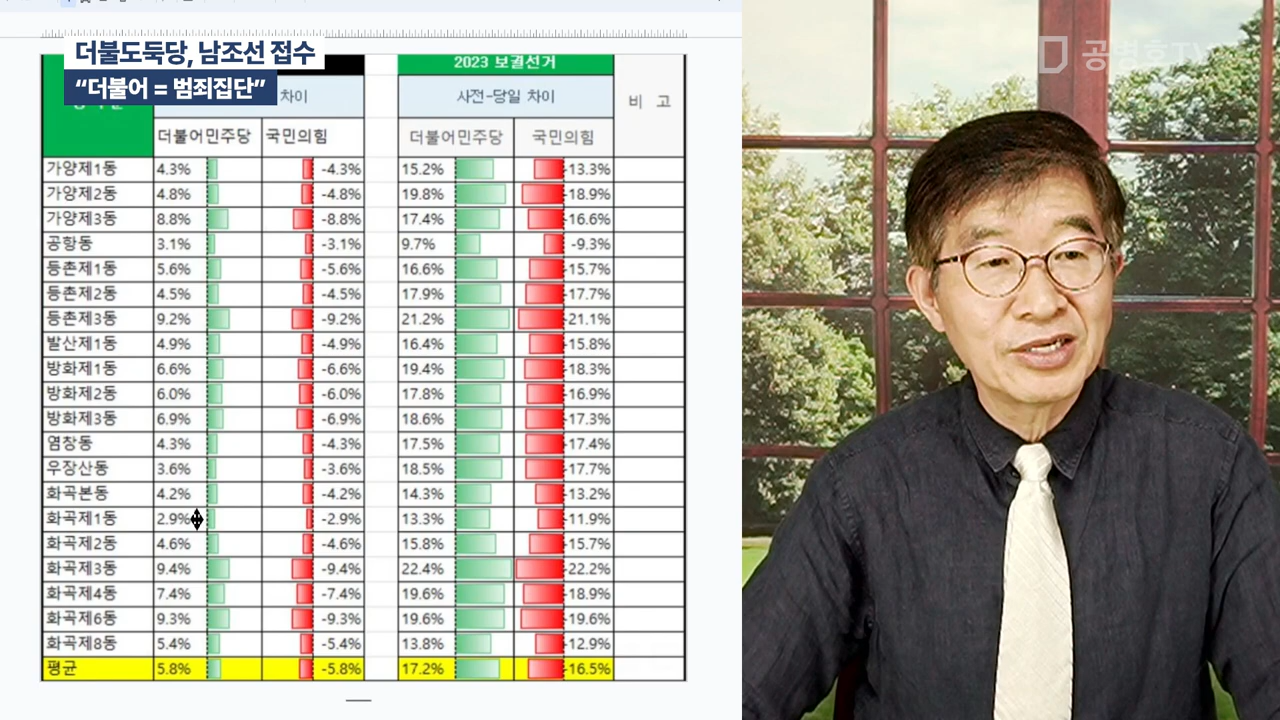 더불도둑당, 남조선 접수
“더불어 = 범죄집단”
공병호TV
2023 보궐선거
차이 사전-당일 차이 비 고
더불어민주당 국민의힘 더불어민주당 국민의힘
가양제1동 4.3% -4.3% 15.2% -13.3%
가양제2동 4.8% -4.8% 19.8% -18.9%
가양제3동 8.8% -8.8% 17.4% -16.6%
공항동 3.1% -3.1% 9.7% -9.3%
등촌제1동 5.6% -5.6% 16.6% -15.7%
등촌제2동 4.5% -4.5% 17.9% -17.7%
등촌제3동 9.2% -9.2% 21.2% -21.1%
발산제1동 4.9% -4.9% 16.4% -15.8%
방화제1동 6.6% -6.6% 19.4% -18.3%
방화제2동 6.0% -6.0% 17.8% -16.9%
방화제3동 6.9% -6.9% 18.6% -17.3%
염창동 4.3% -4.3% 17.5% -17.4%
우장산동 3.6% -3.6% 18.5% -17.7%
화곡본동 4.2% -4.2% 14.3% -13.2%
화곡제1동 2.9% -2.9% 13.3% -11.9%
화곡제2동 4.6% -4.6% 15.8% -15.7%
화곡제3동 9.4% -9.4% 22.4% -22.2%
화곡제4동 7.4% -7.4% 19.6% -18.9%
화곡제6동 9.3% -9.3% 19.6% -19.6%
화곡제8동 5.4% -5.4% 13.8% -12.9%
평균 5.8% -5.8% 17.2% -16.5%